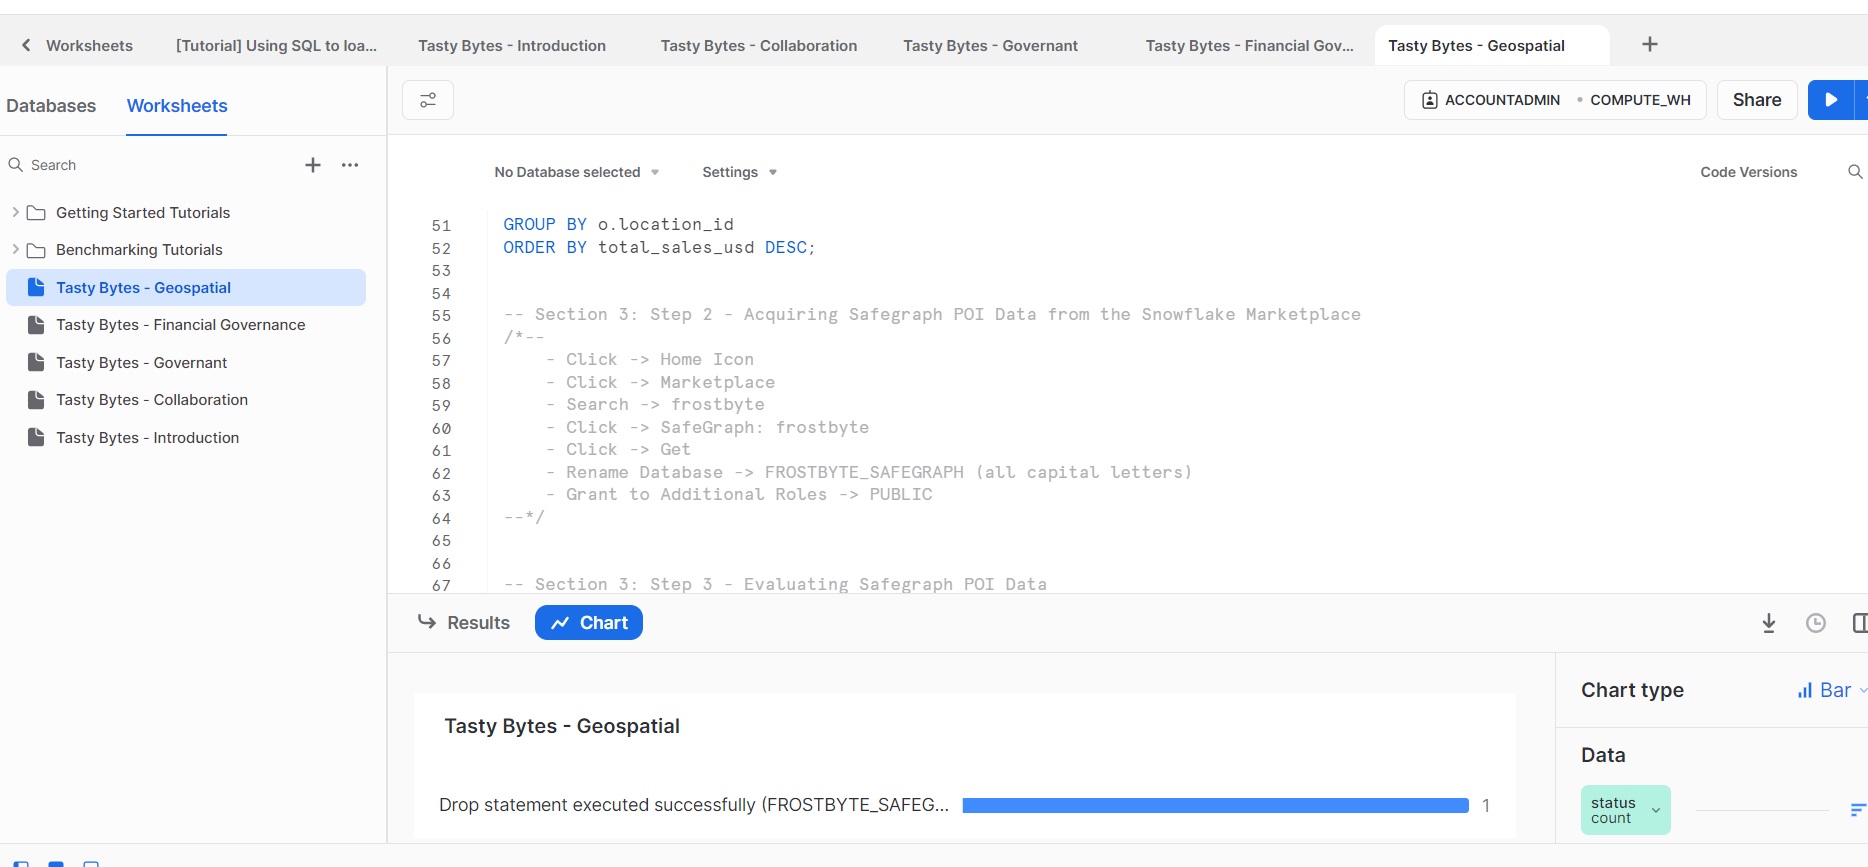 Worksheets
[Tutorial] Using SQL to loa...
Tasty Bytes - Introduction
Tasty Bytes - Collaboration
Tasty Bytes - Governant
Tasty Bytes - Financial Gov...
Tasty Bytes - Geospatial
Databases
Worksheets
Search
Getting Started Tutorials
Benchmarking Tutorials
Tasty Bytes - Geospatial
Tasty Bytes - Financial Governance
Tasty Bytes - Governant
Tasty Bytes - Collaboration
Tasty Bytes - Introduction
ACCOUNTADMIN • COMPUTE_WH
Share
No Database selected
Settings
Code Versions
51 GROUP BY o.location_id
52 ORDER BY total_sales_usd DESC;
53
54
55 -- Section 3: Step 2 - Acquiring Safegraph POI Data from the Snowflake Marketplace
56 /*--
57 - Click -> Home Icon
58 - Click -> Marketplace
59 - Search -> frostbyte
60 - Click -> SafeGraph: frostbyte
61 - Click -> Get
62 - Rename Database -> FROSTBYTE_SAFEGRAPH (all capital letters)
63 - Grant to Additional Roles -> PUBLIC
64 --*/
65
66
67 -- Section 3: Step 3 - Evaluating Safegraph POI Data
Results
Chart
Tasty Bytes - Geospatial
Drop statement executed successfully (FROSTBYTE_SAFEG...
1
Chart type
Bar
Data
status
count